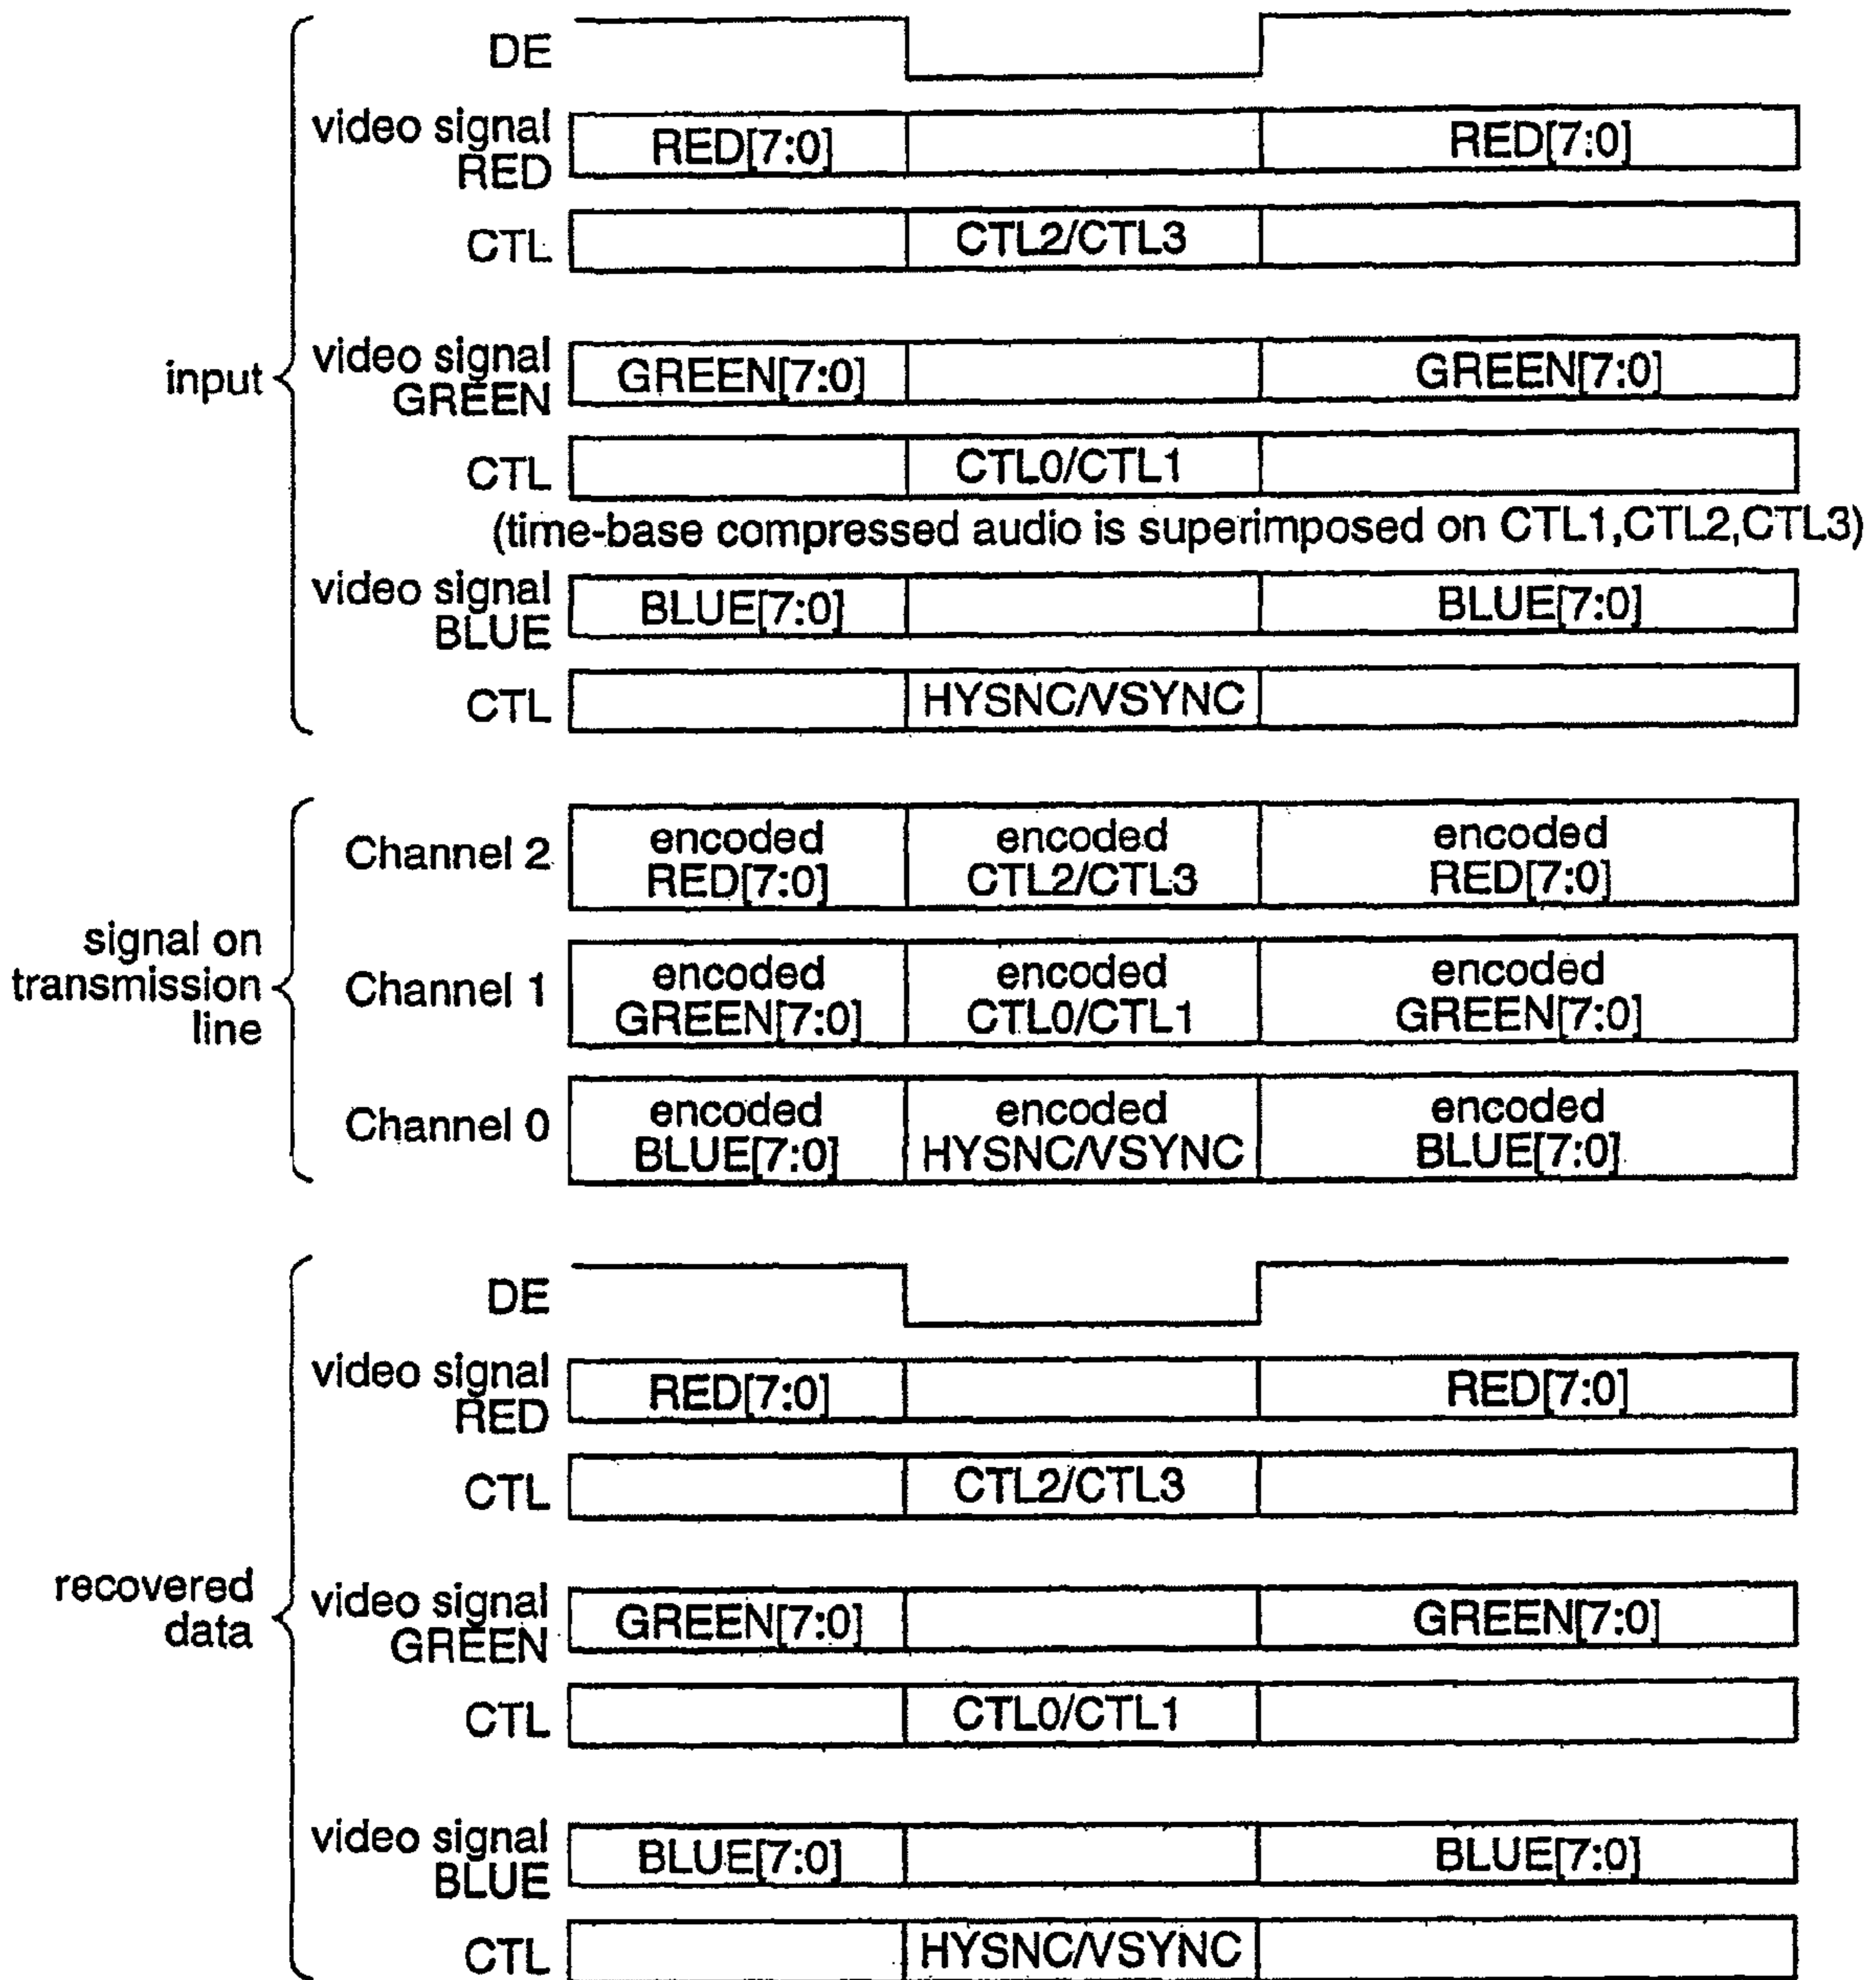 DE
video signal
RED
RED[7:0] RED[7:0]
CTL CTL2/CTL3
input
video signal
GREEN
GREEN[7:0] GREEN[7:0]
CTL CTL0/CTL1
(time-base compressed audio is superimposed on CTL1,CTL2,CTL3)
video signal
BLUE
BLUE[7:0] BLUE[7:0]
CTL HYSNC/VSYNC
signal on
transmission
line
Channel 2
encoded
RED[7:0]
encoded
CTL2/CTL3
encoded
RED[7:0]
Channel 1
encoded
GREEN[7:0]
encoded
CTL0/CTL1
encoded
GREEN[7:0]
Channel 0
encoded
BLUE[7:0]
encoded
HYSNC/VSYNC
encoded
BLUE[7:0]
recovered
data
DE
video signal
RED
RED[7:0] RED[7:0]
CTL CTL2/CTL3
video signal
GREEN
GREEN[7:0] GREEN[7:0]
CTL CTL0/CTL1
video signal
BLUE
BLUE[7:0] BLUE[7:0]
CTL HYSNC/VSYNC